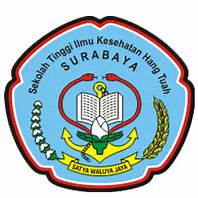 Sekolah Tinggi Ilmu Kesehatan Hang Tuah
SURABAYA
SATYA WALUYA JAYA